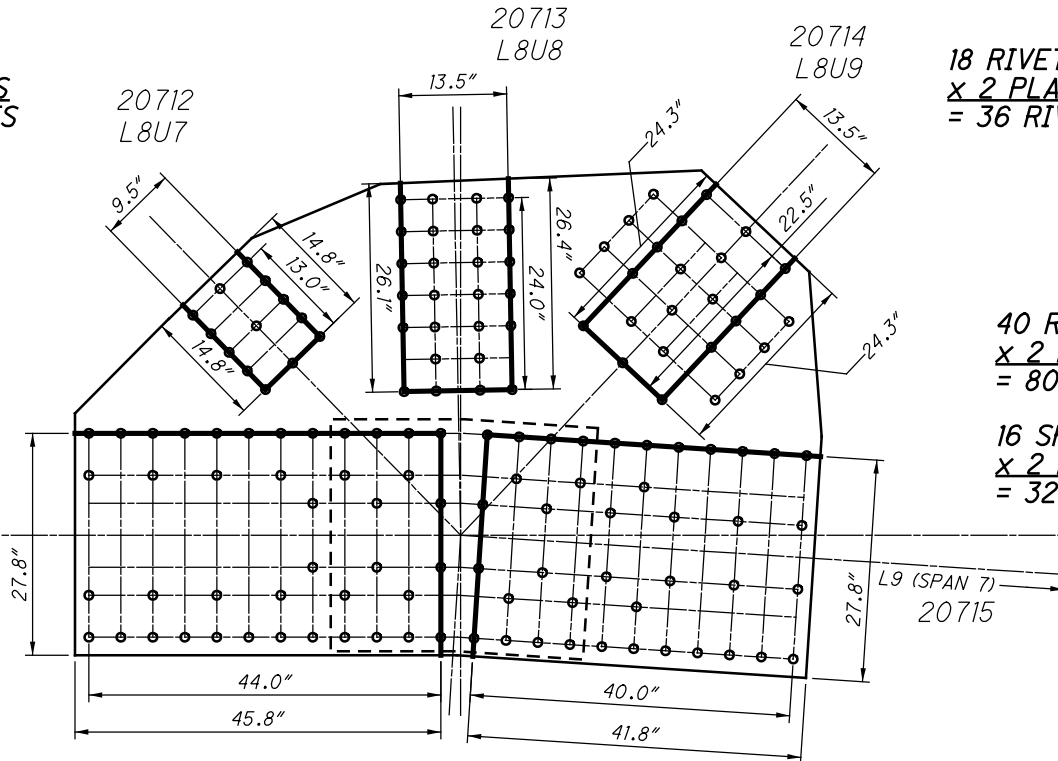 20713
L8U8
20714
L8U9
20712
L8U7
S
ES
18 RIVET
x 2 PLA
= 36 RIV
13.5"
24.3"
13.5"
22.5"
9.5"
14.8"
13.0"
14.8"
26.1"
26.4"
24.0"
24.3"
40 R
x 2
= 80
16 SP
x 2
= 32
27.8"
27.8"
L9 (SPAN 7)
20715
44.0"
45.8"
40.0"
41.8"